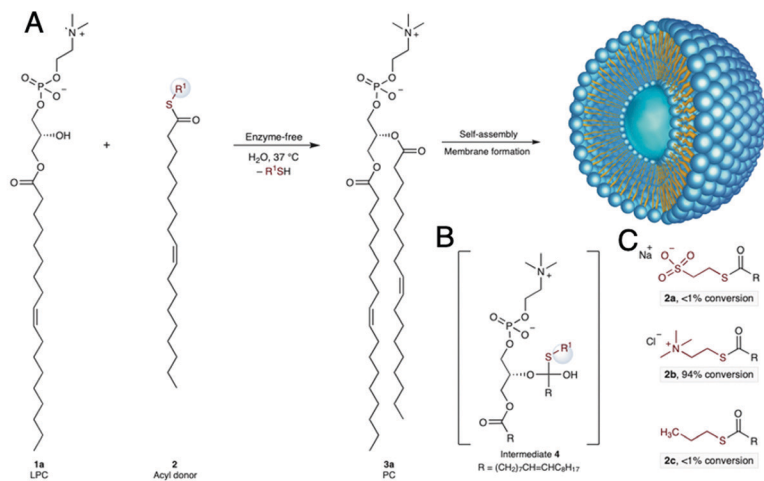 A
N
+
O
O
P
O
O
−
OH
O
O
1a
LPC
+
R¹
S
O
2
Acyl donor
Enzyme-free
H₂O, 37 °C
– R¹SH
N
+
O
O
P
O
O
−
O
O
O
O
3a
PC
Self-assembly
Membrane formation
B
N
+
O
O
P
O
O
−
S
R¹
O
OH
R
O
O
R
Intermediate 4
R = (CH₂)₇CH=CHC₈H₁₇
C
Na
+
O
−
O
S
O
O
S
R
2a, <1% conversion
Cl
−
N
+
O
S
R
2b, 94% conversion
H₃C
O
S
R
2c, <1% conversion